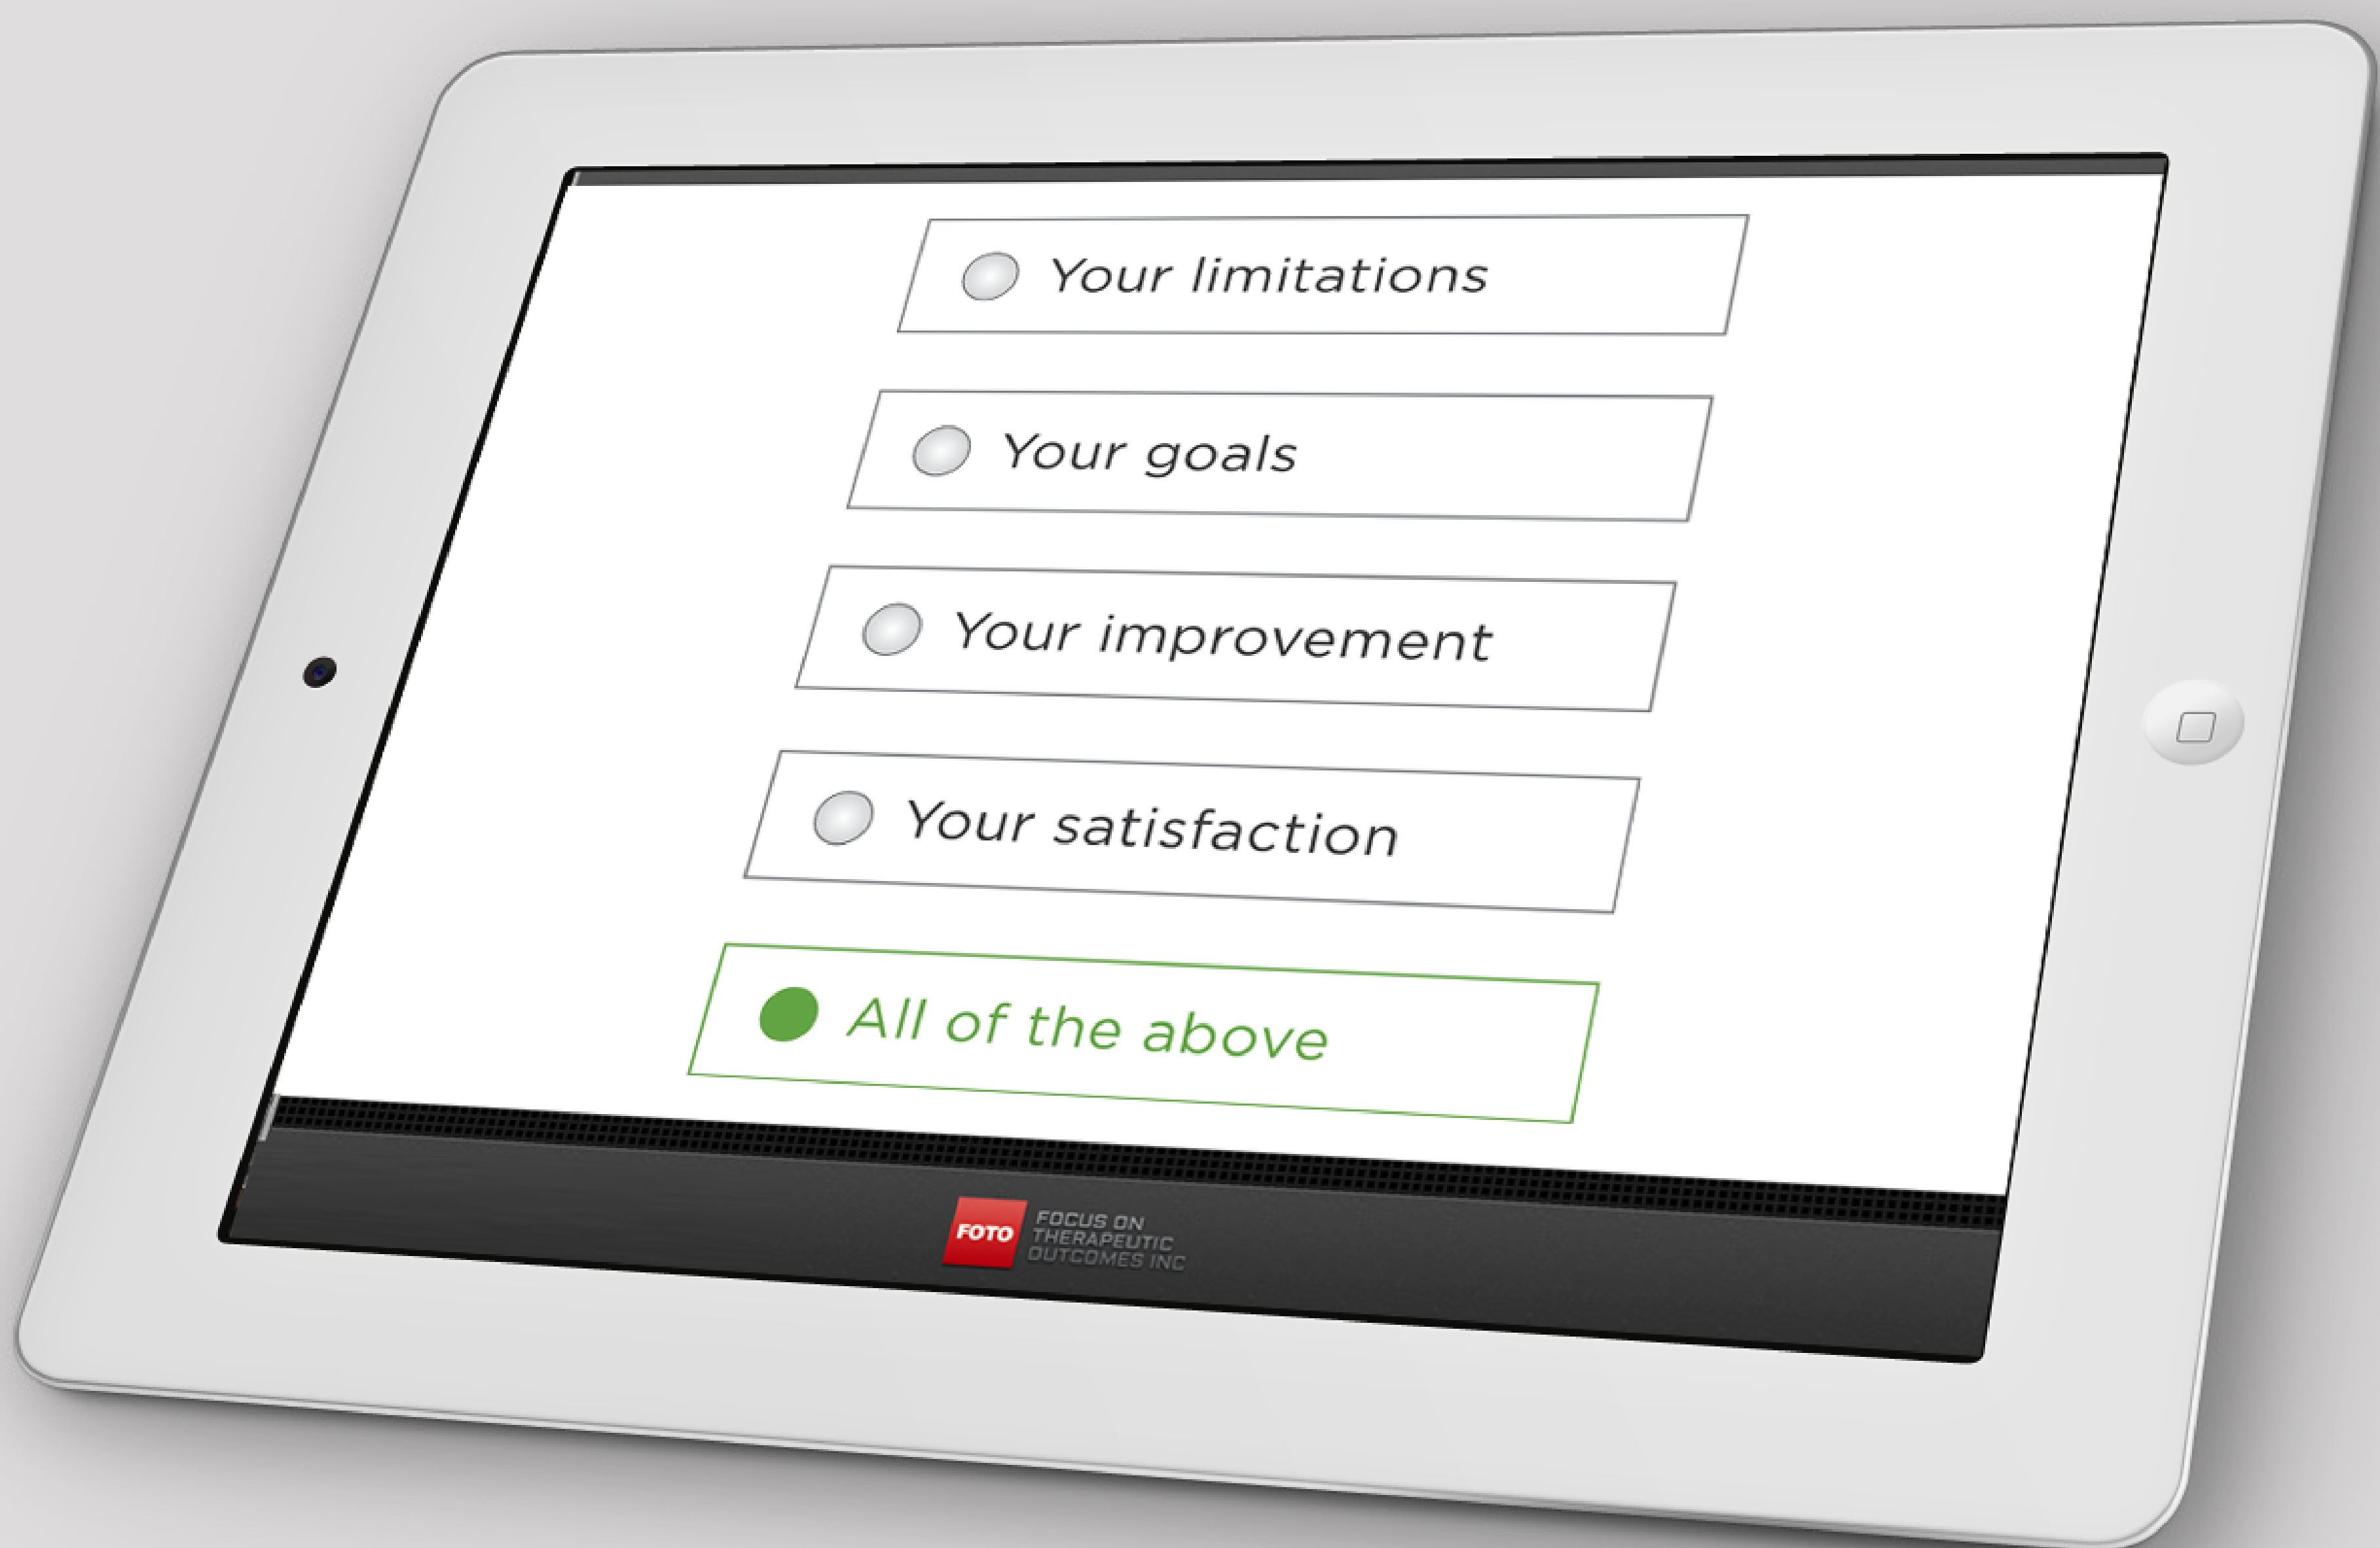 Your limitations
Your goals
Your improvement
Your satisfaction
All of the above
FOTO
FOCUS ON
THERAPEUTIC
OUTCOMES INC